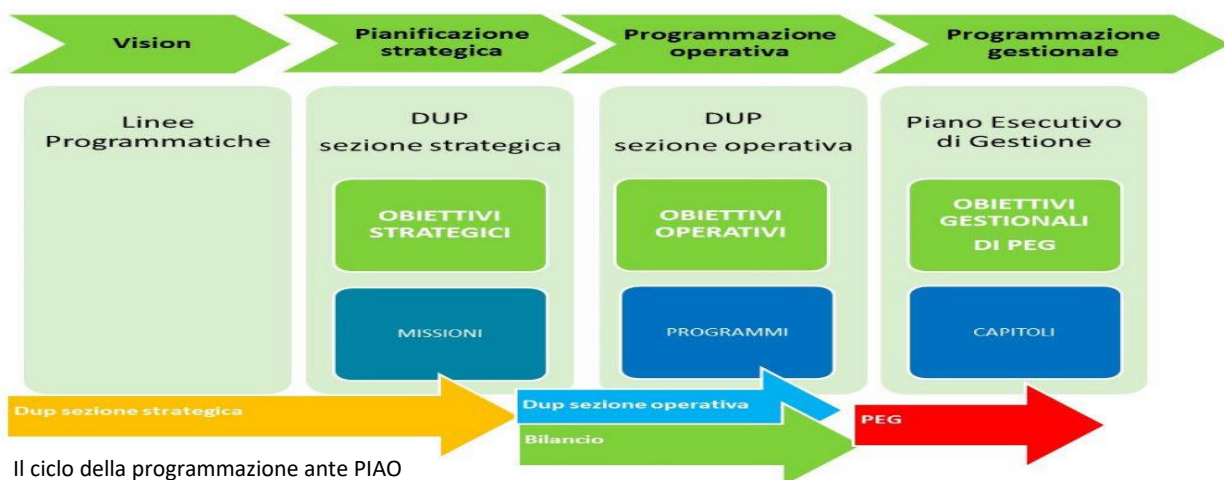 Vision
Pianificazione
strategica
Programmazione
operativa
Programmazione
gestionale
Linee
Programmatiche
DUP
sezione strategica
OBIETTIVI
STRATEGICI
MISSIONI
DUP
sezione operativa
OBIETTIVI
OPERATIVI
PROGRAMMI
Piano Esecutivo
di Gestione
OBIETTIVI
GESTIONALI
DI PEG
CAPITOLI
Dup sezione strategica
Dup sezione operativa
Bilancio
PEG
Il ciclo della programmazione ante PIAO